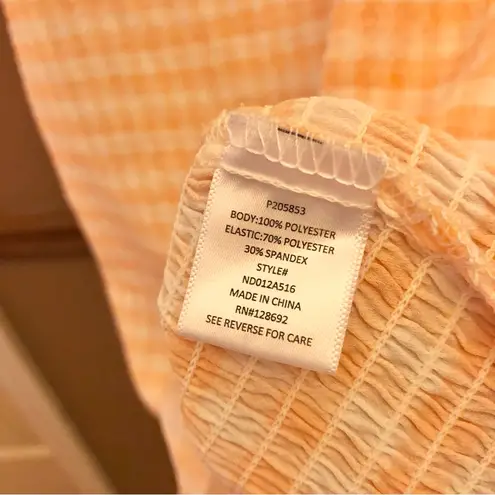 P205853
BODY:100% POLYESTER
ELASTIC:70% POLYESTER
30% SPANDEX
STYLE#
ND012A516
MADE IN CHINA
RN#128692
SEE REVERSE FOR CARE